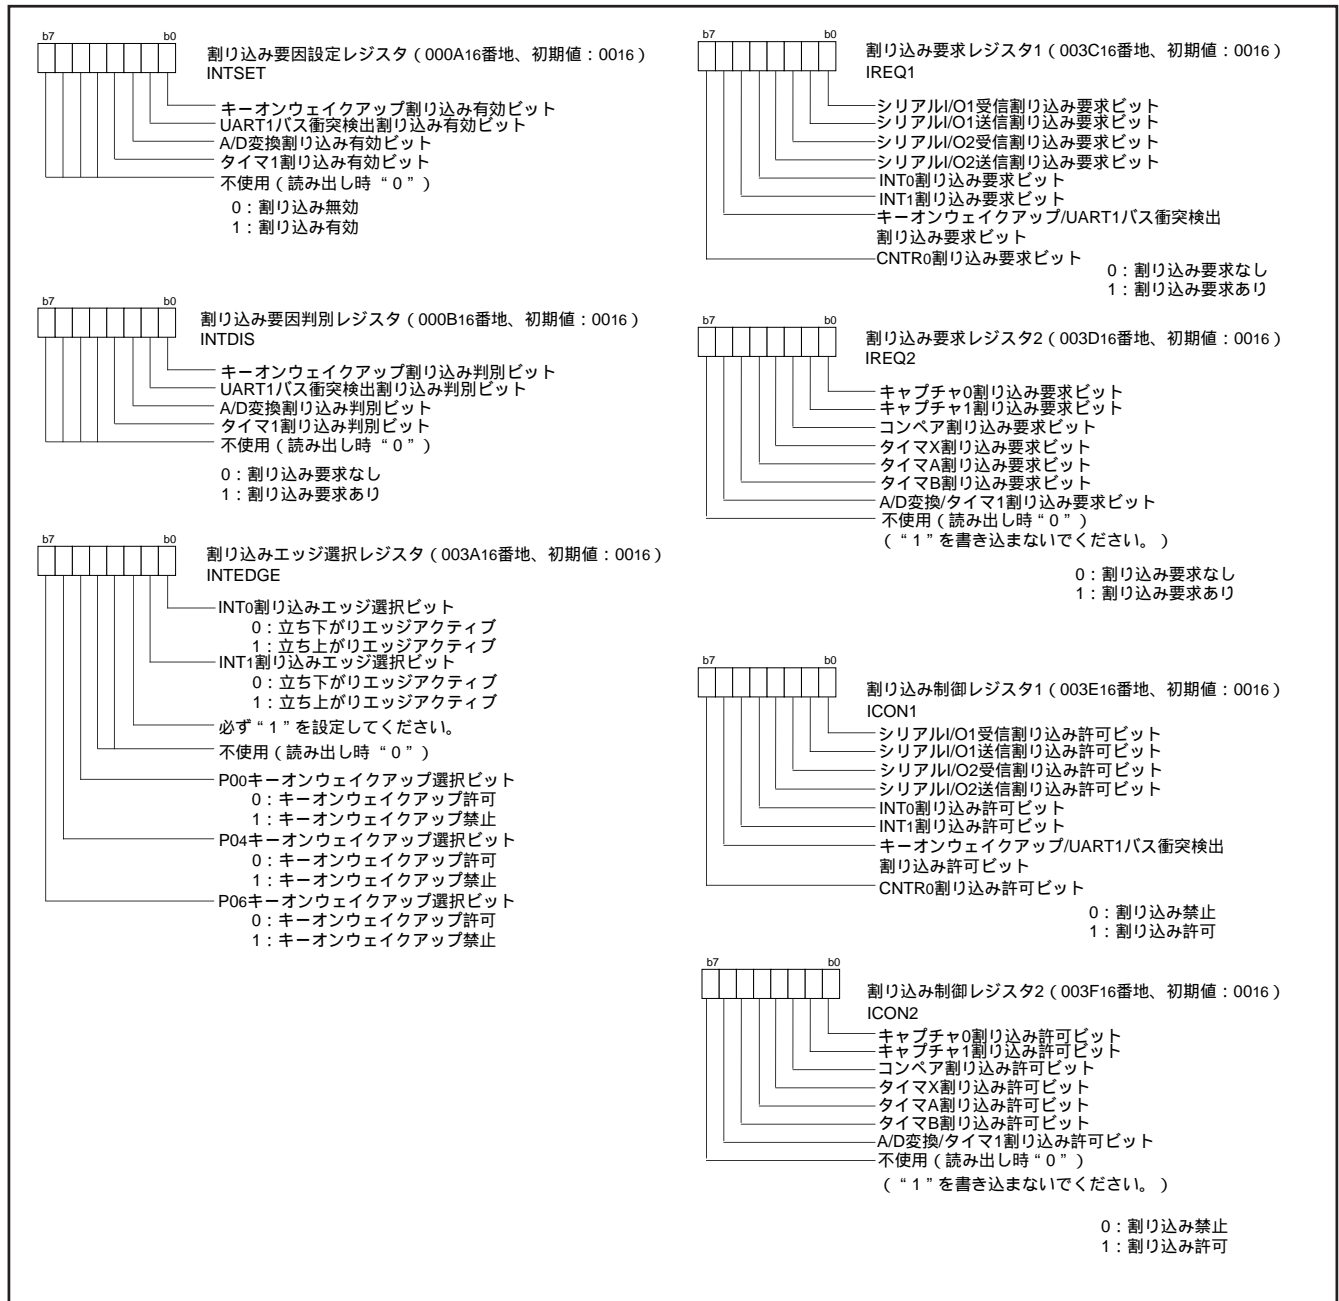 b7 b0
割り込み要因設定レジスタ（000A16番地、初期値：0016）
INTSET
キーオンウェイクアップ割り込み有効ビット
UART1バス衝突検出割り込み有効ビット
A/D変換割り込み有効ビット
タイマ1割り込み有効ビット
不使用（読み出し時“0”）
0：割り込み無効
1：割り込み有効
b7 b0
割り込み要因判別レジスタ（000B16番地、初期値：0016）
INTDIS
キーオンウェイクアップ割り込み判別ビット
UART1バス衝突検出割り込み判別ビット
A/D変換割り込み判別ビット
タイマ1割り込み判別ビット
不使用（読み出し時“0”）
0：割り込み要求なし
1：割り込み要求あり
b7 b0
割り込みエッジ選択レジスタ（003A16番地、初期値：0016）
INTEDGE
INT0割り込みエッジ選択ビット
0：立ち下がりエッジアクティブ
1：立ち上がりエッジアクティブ
INT1割り込みエッジ選択ビット
0：立ち下がりエッジアクティブ
1：立ち上がりエッジアクティブ
必ず“1”を設定してください。
不使用（読み出し時“0”）
P00キーオンウェイクアップ選択ビット
0：キーオンウェイクアップ許可
1：キーオンウェイクアップ禁止
P04キーオンウェイクアップ選択ビット
0：キーオンウェイクアップ許可
1：キーオンウェイクアップ禁止
P06キーオンウェイクアップ選択ビット
0：キーオンウェイクアップ許可
1：キーオンウェイクアップ禁止
b7 b0
割り込み要求レジスタ1（003C16番地、初期値：0016）
IREQ1
シリアルI/O1受信割り込み要求ビット
シリアルI/O1送信割り込み要求ビット
シリアルI/O2受信割り込み要求ビット
シリアルI/O2送信割り込み要求ビット
INT0割り込み要求ビット
INT1割り込み要求ビット
キーオンウェイクアップ/UART1バス衝突検出
割り込み要求ビット
CNTR0割り込み要求ビット
0：割り込み要求なし
1：割り込み要求あり
b7 b0
割り込み要求レジスタ2（003D16番地、初期値：0016）
IREQ2
キャプチャ0割り込み要求ビット
キャプチャ1割り込み要求ビット
コンペア割り込み要求ビット
タイマX割り込み要求ビット
タイマA割り込み要求ビット
タイマB割り込み要求ビット
A/D変換/タイマ1割り込み要求ビット
不使用（読み出し時“0”）
（“1”を書き込まないでください。）
0：割り込み要求なし
1：割り込み要求あり
b7 b0
割り込み制御レジスタ1（003E16番地、初期値：0016）
ICON1
シリアルI/O1受信割り込み許可ビット
シリアルI/O1送信割り込み許可ビット
シリアルI/O2受信割り込み許可ビット
シリアルI/O2送信割り込み許可ビット
INT0割り込み許可ビット
INT1割り込み許可ビット
キーオンウェイクアップ/UART1バス衝突検出
割り込み許可ビット
CNTR0割り込み許可ビット
0：割り込み禁止
1：割り込み許可
b7 b0
割り込み制御レジスタ2（003F16番地、初期値：0016）
ICON2
キャプチャ0割り込み許可ビット
キャプチャ1割り込み許可ビット
コンペア割り込み許可ビット
タイマX割り込み許可ビット
タイマA割り込み許可ビット
タイマB割り込み許可ビット
A/D変換/タイマ1割り込み許可ビット
不使用（読み出し時“0”）
（“1”を書き込まないでください。）
0：割り込み禁止
1：割り込み許可